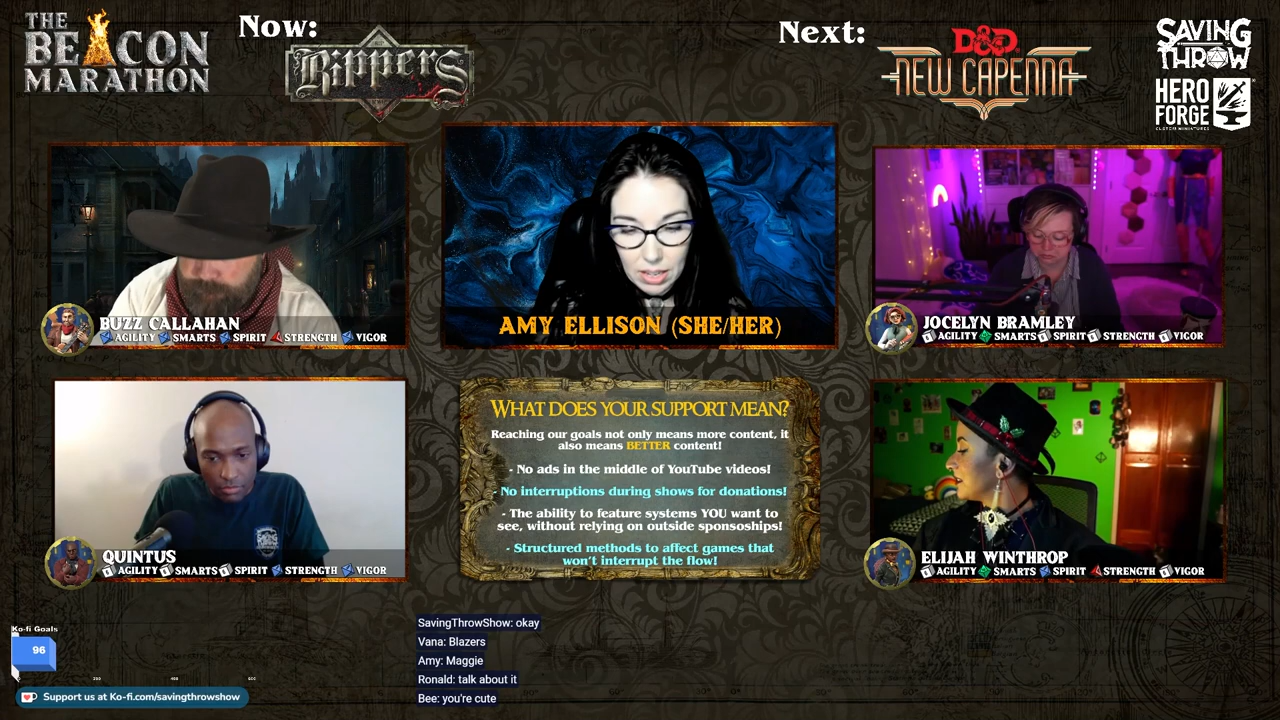 THE
BEACON
MARATHON
Now:
Rippers
Next:
D&D
NEW CAPENNA
SAVING
THROW
HERO
FORGE
CUSTOM MINIATURES
BUZZ CALLAHAN
AGILITY SMARTS SPIRIT STRENGTH VIGOR
AMY ELLISON (SHE/HER)
JOCELYN BRAMLEY
AGILITY SMARTS SPIRIT STRENGTH VIGOR
QUINTUS
AGILITY SMARTS SPIRIT STRENGTH VIGOR
WHAT DOES YOUR SUPPORT MEAN?
Reaching our goals not only means more content, it
also means BETTER content!
- No ads in the middle of YouTube videos!
- No interruptions during shows for donations!
- The ability to feature systems YOU want to
see, without relying on outside sponsoships!
- Structured methods to affect games that
won't interrupt the flow!
ELIJAH WINTHROP
AGILITY SMARTS SPIRIT STRENGTH VIGOR
SavingThrowShow: okay
Vana: Blazers
Amy: Maggie
Ronald: talk about it
Bee: you're cute
Ko-fi Goals
96
Support us at Ko-fi.com/savingthrowshow